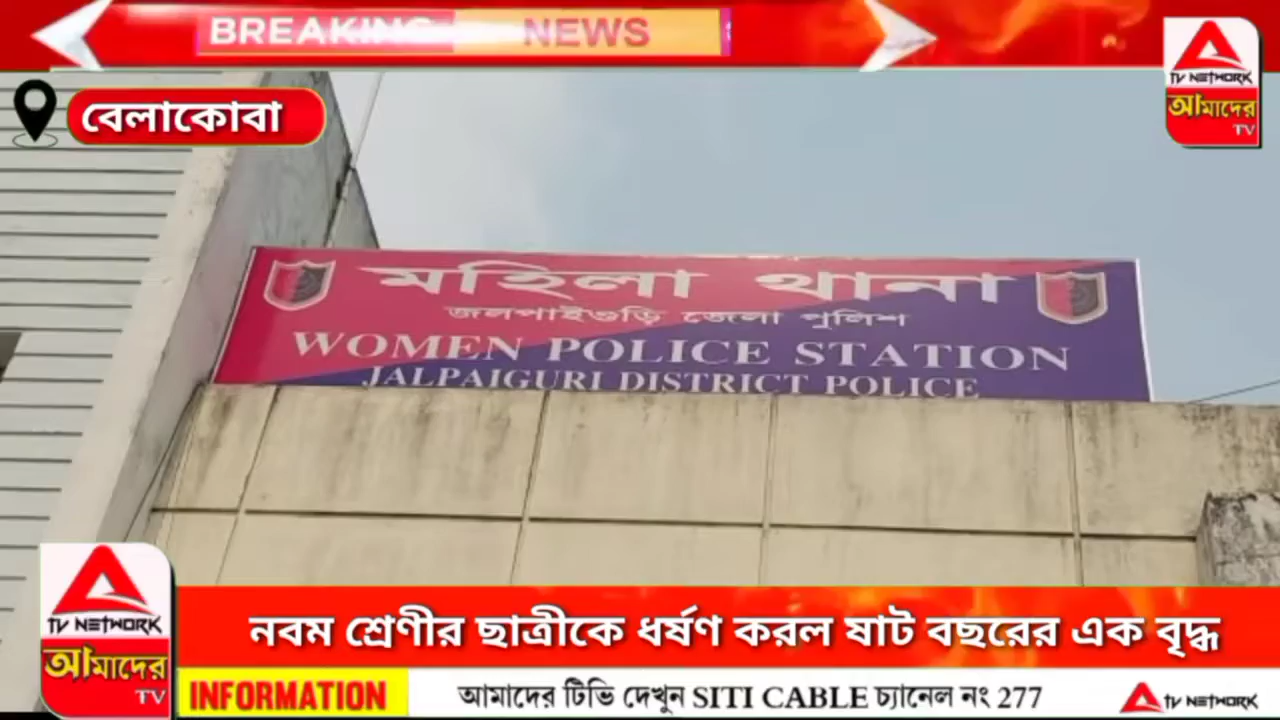 BREAKING NEWS
TV NETWORK
আমাদের
TV
বেলাকোবা
মহিলা থানা
জলপাইগুড়ি জেলা পুলিশ
WOMEN POLICE STATION
JALPAIGURI DISTRICT POLICE
TV NETWORK
আমাদের
TV
নবম শ্রেণীর ছাত্রীকে ধর্ষণ করল ষাট বছরের এক বৃদ্ধ
INFORMATION
আমাদের টিভি দেখুন SITI CABLE চ্যানেল নং 277
TV NETWORK